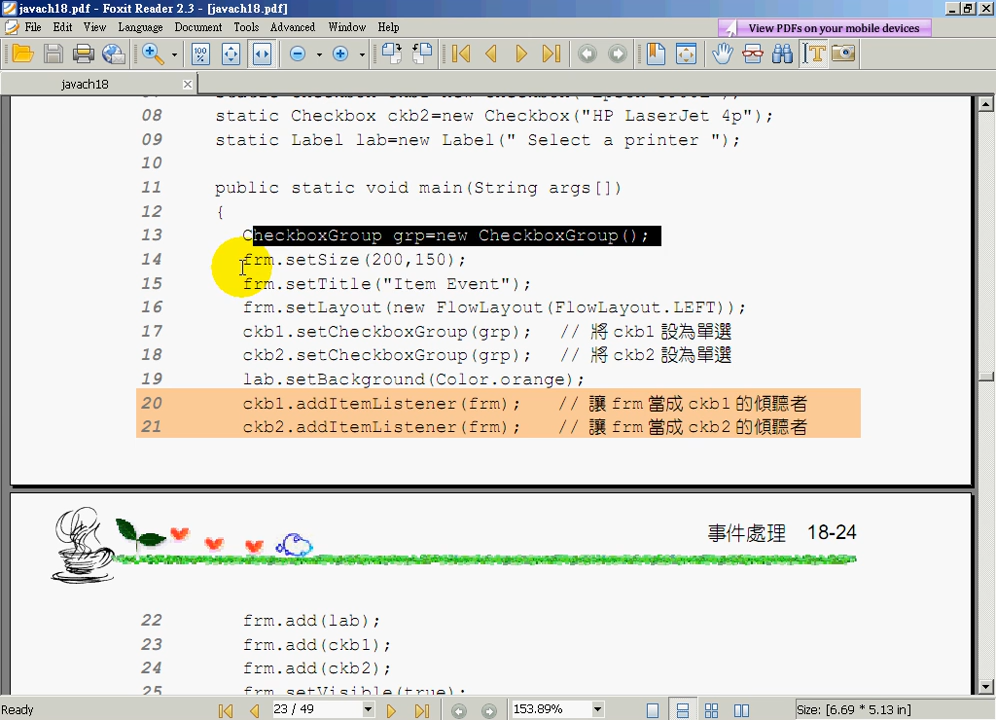 javach18.pdf - Foxit Reader 2.3 - [javach18.pdf]
File Edit View Language Document Tools Advanced Window Help
View PDFs on your mobile devices
javach18
08 static Checkbox ckb2=new Checkbox("HP LaserJet 4p");
09 static Label lab=new Label(" Select a printer ");
10
11 public static void main(String args[])
12 {
13 CheckboxGroup grp=new CheckboxGroup();
14 frm.setSize(200,150);
15 frm.setTitle("Item Event");
16 frm.setLayout(new FlowLayout(FlowLayout.LEFT));
17 ckb1.setCheckboxGroup(grp); // 將 ckb1 設為單選
18 ckb2.setCheckboxGroup(grp); // 將 ckb2 設為單選
19 lab.setBackground(Color.orange);
20 ckb1.addItemListener(frm); // 讓 frm 當成 ckb1 的傾聽者
21 ckb2.addItemListener(frm); // 讓 frm 當成 ckb2 的傾聽者
事件處理 18-24
22 frm.add(lab);
23 frm.add(ckb1);
24 frm.add(ckb2);
25 frm.setVisible(true);
Ready 23 / 49 153.89% Size: [6.69 * 5.13 in]